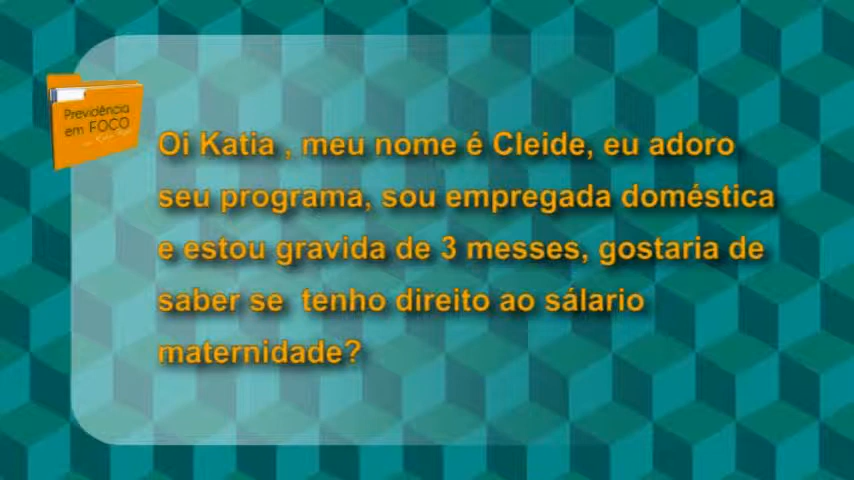 Previdência
em FOCO
Oi Katia , meu nome é Cleide, eu adoro
seu programa, sou empregada doméstica
e estou gravida de 3 messes, gostaria de
saber se tenho direito ao sálario
maternidade?